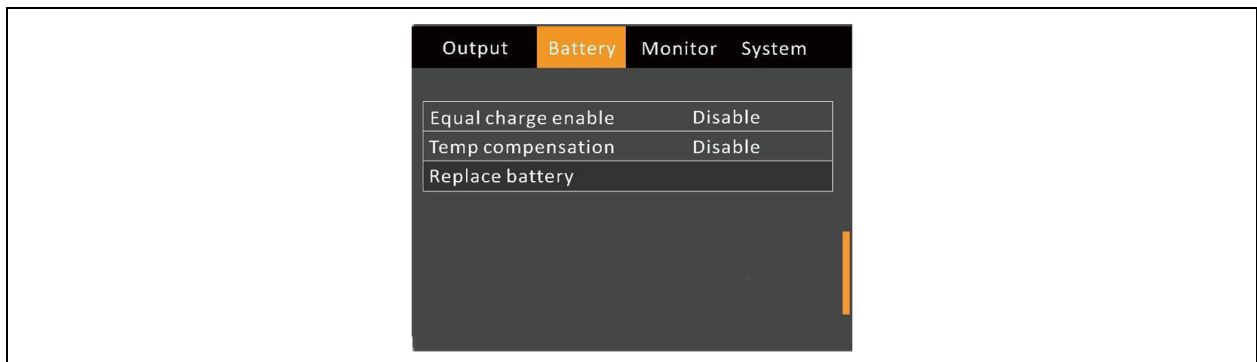 Output Battery Monitor System
Equal charge enable Disable
Temp compensation Disable
Replace battery